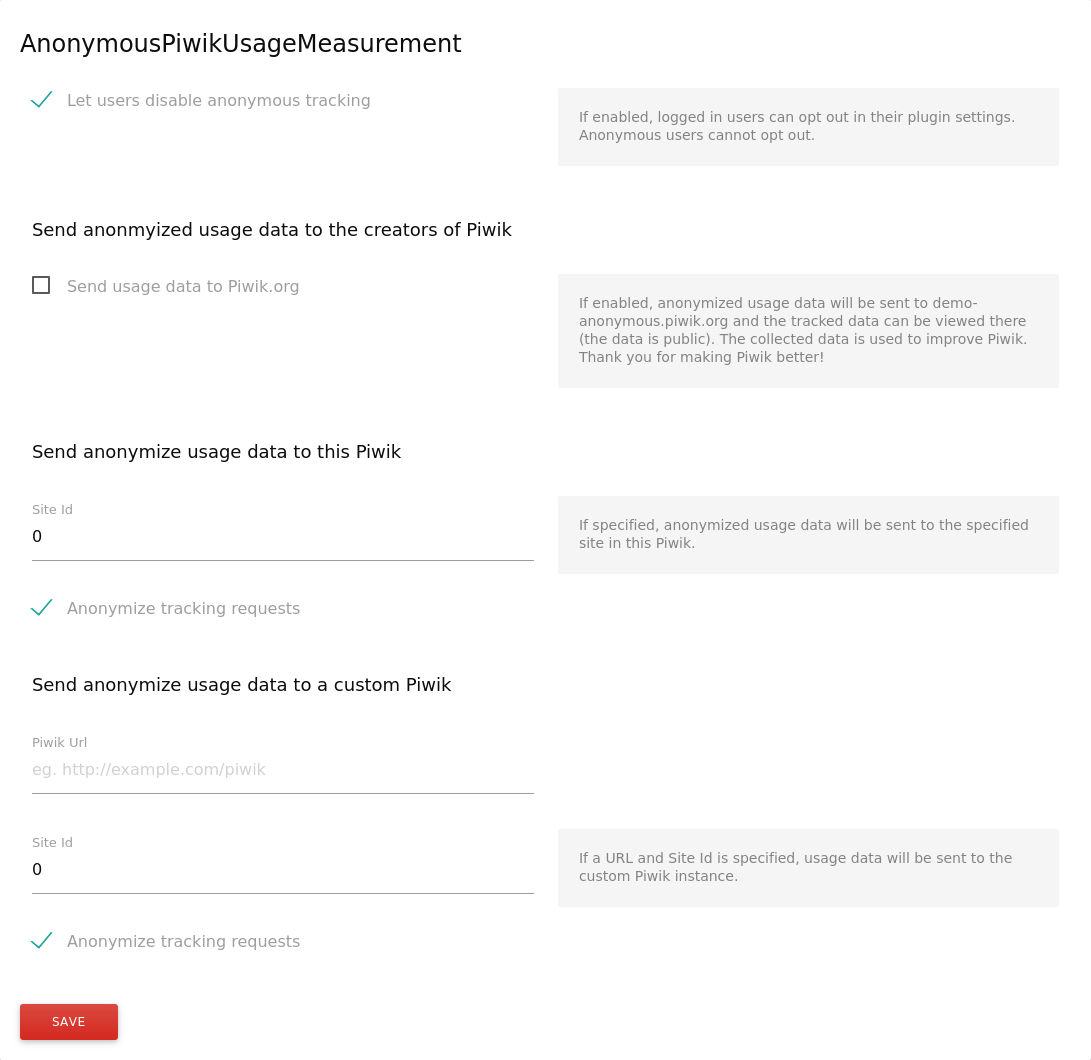 AnonymousPiwikUsageMeasurement
Let users disable anonymous tracking
If enabled, logged in users can opt out in their plugin settings.
Anonymous users cannot opt out.
Send anonmyized usage data to the creators of Piwik
Send usage data to Piwik.org
If enabled, anonymized usage data will be sent to demo-
anonymous.piwik.org and the tracked data can be viewed there
(the data is public). The collected data is used to improve Piwik.
Thank you for making Piwik better!
Send anonymize usage data to this Piwik
Site Id
0
If specified, anonymized usage data will be sent to the specified
site in this Piwik.
Anonymize tracking requests
Send anonymize usage data to a custom Piwik
Piwik Url
eg. http://example.com/piwik
Site Id
0
If a URL and Site Id is specified, usage data will be sent to the
custom Piwik instance.
Anonymize tracking requests
SAVE